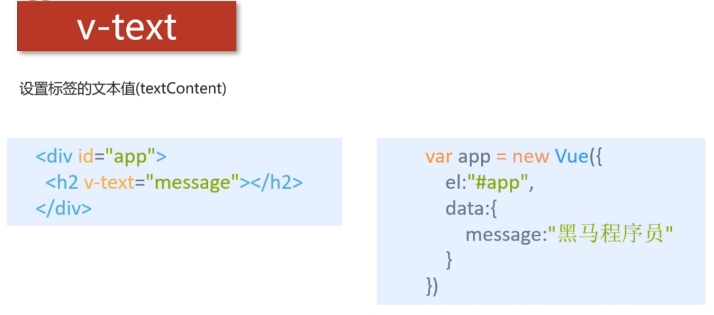 v-text
设置标签的文本值(textContent)
<div id="app">
<h2 v-text="message"></h2>
</div>
var app = new Vue({
el:"#app",
data:{
message:"黑马程序员"
}
})